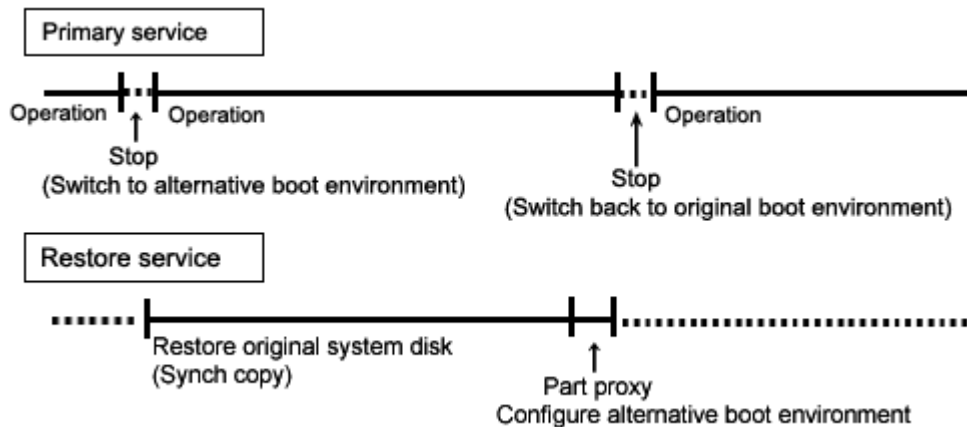 Primary service
Operation
Operation
Operation
Stop
(Switch to alternative boot environment)
Stop
(Switch back to original boot environment)
Restore service
Restore original system disk
(Synch copy)
Part proxy
Configure alternative boot environment